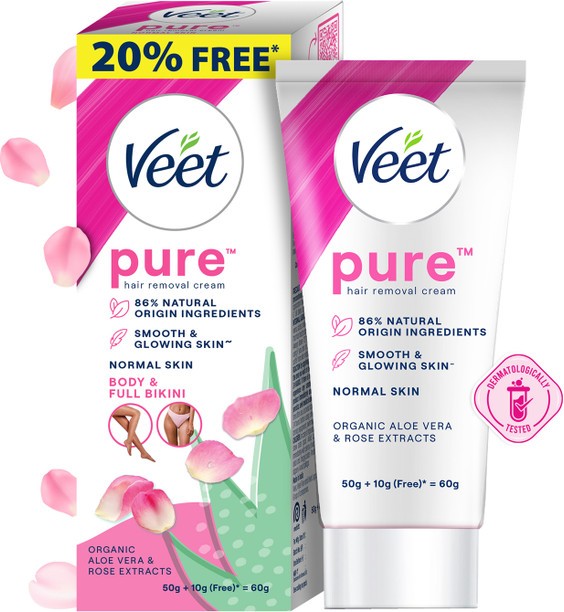 20% FREE*
Veet
pure™
hair removal cream
86% NATURAL
ORIGIN INGREDIENTS
SMOOTH &
GLOWING SKIN~
NORMAL SKIN
BODY &
FULL BIKINI
ORGANIC
ALOE VERA &
ROSE EXTRACTS
50g + 10g (Free)* = 60g
Veet
pure™
hair removal cream
86% NATURAL
ORIGIN INGREDIENTS
SMOOTH &
GLOWING SKIN~
NORMAL SKIN
ORGANIC ALOE VERA
& ROSE EXTRACTS
50g + 10g (Free)* = 60g
DERMATOLOGICALLY
TESTED